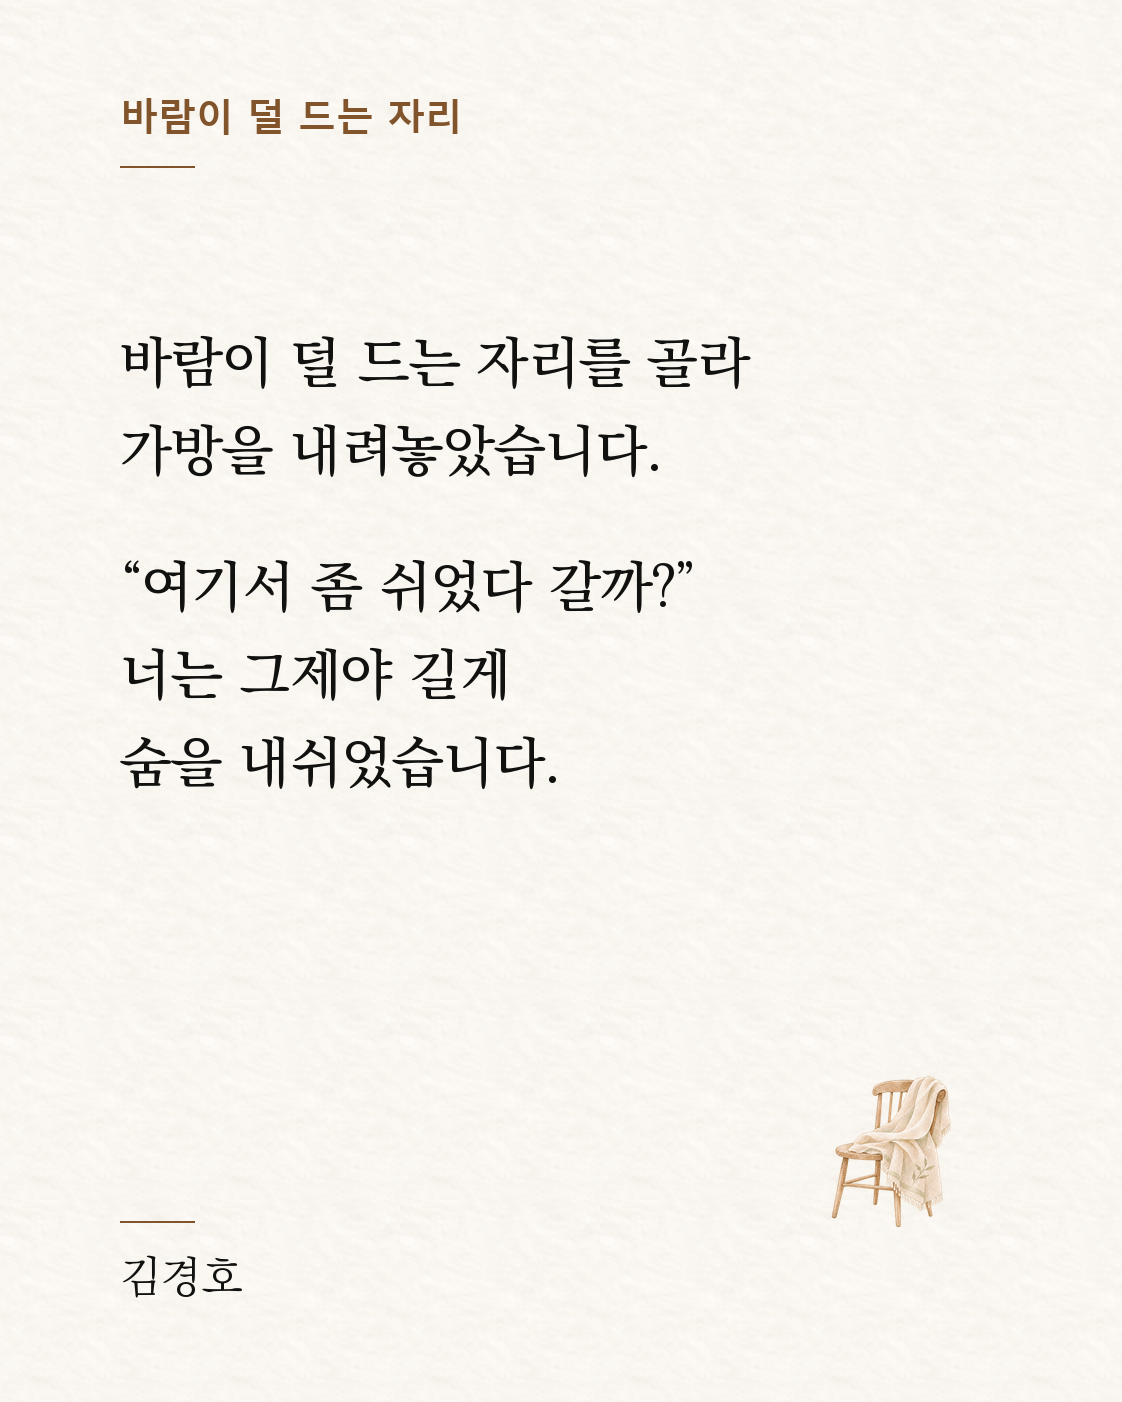 바람이 덜 드는 자리
바람이 덜 드는 자리를 골라
가방을 내려놓았습니다.
“여기서 좀 쉬었다 갈까?”
너는 그제야 길게
숨을 내쉬었습니다.
김경호